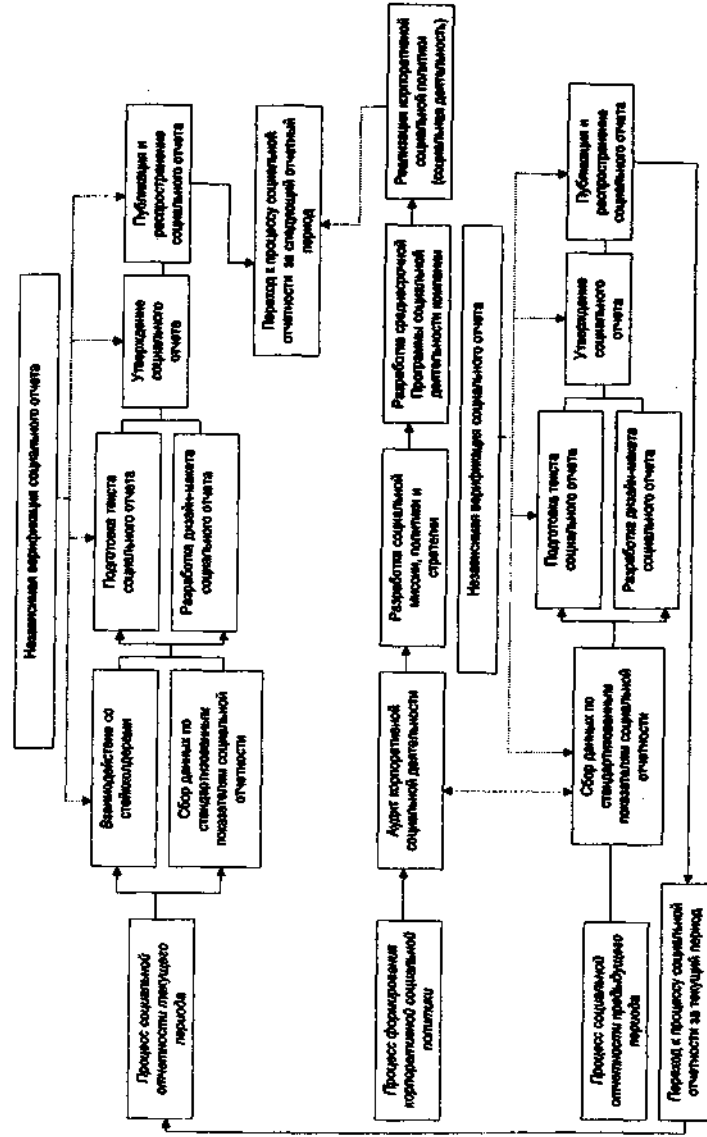 Независимая верификация социального отчета
Процесс социальной
отчетности текущего
периода
Взаимодействие со
стейкхолдерами
Сбор данных по
стандартизованным
показателям социальной
отчетности
Подготовка текста
социального отчета
Разработка дизайн-макета
социального отчета
Утверждение
социального
отчета
Публикация и
распространение
социального отчета
Переход к процессу социальной
отчетности за следующий отчетный
период
Процесс формирования
корпоративной социальной
политики
Аудит корпоративной
социальной деятельности
Разработка социальной
миссии, политики и
стратегии
Разработка среднесрочной
Программы социальной
деятельности компании
Реализация корпоративной
социальной политики
(социальная деятельность)
Независимая верификация социального отчета
Процесс социальной
отчетности предыдущего
периода
Сбор данных по
стандартизованным
показателям социальной
отчетности
Подготовка текста
социального отчета
Разработка дизайн-макета
социального отчета
Утверждение
социального
отчета
Публикация и
распространение
социального отчета
Переход к процессу социальной
отчетности за текущий период